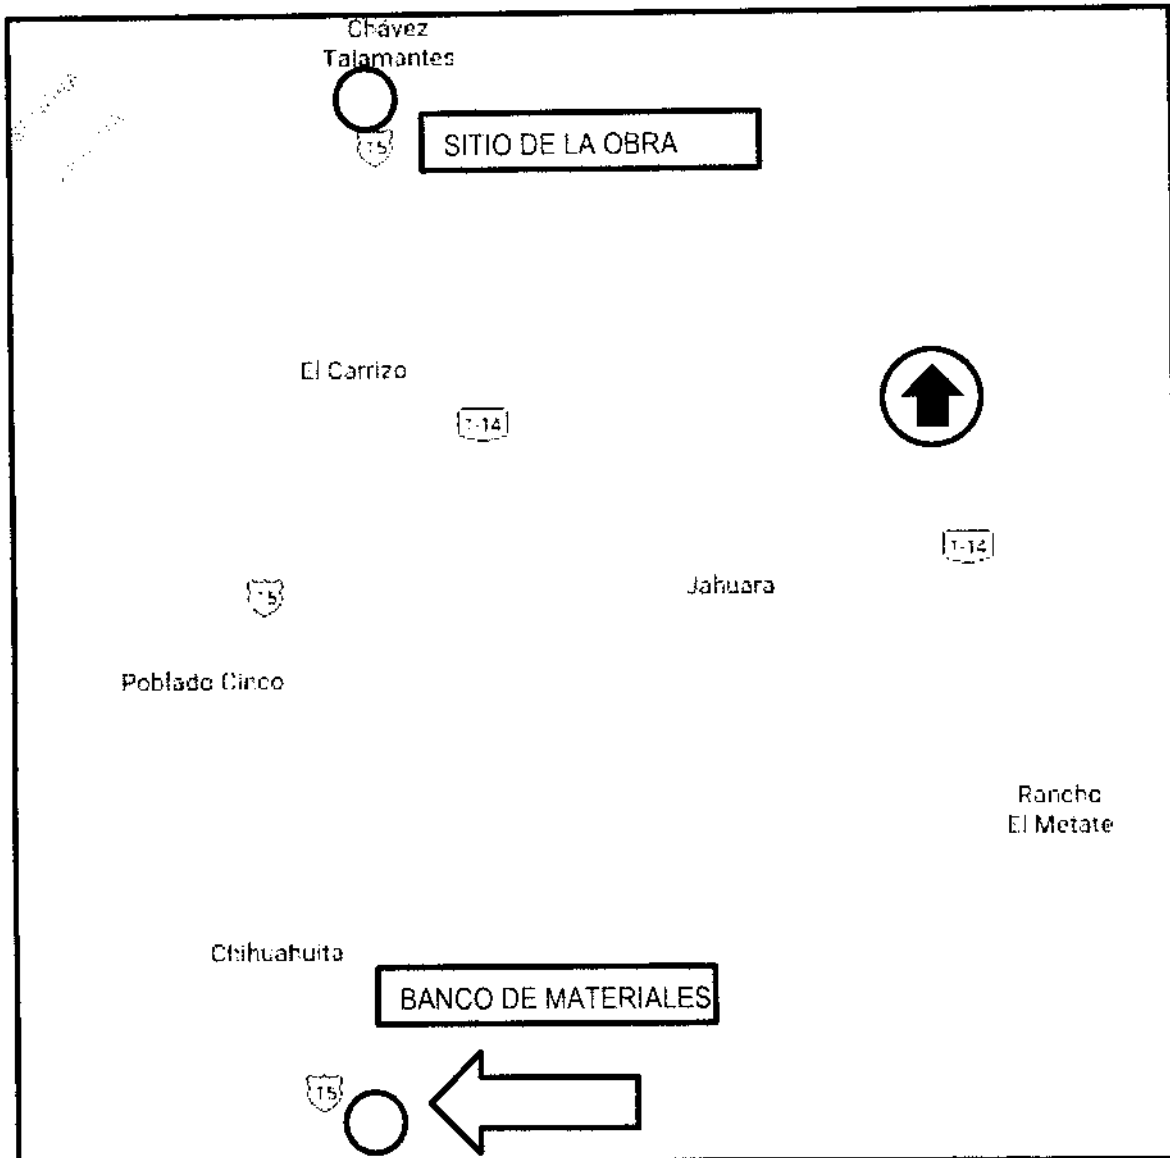 Chávez
Talamantes
15
SITIO DE LA OBRA
El Carrizo
T-14
T-14
Jahuara
15
Poblado Cinco
Rancho
El Metate
Chihuahuita
BANCO DE MATERIALES
15